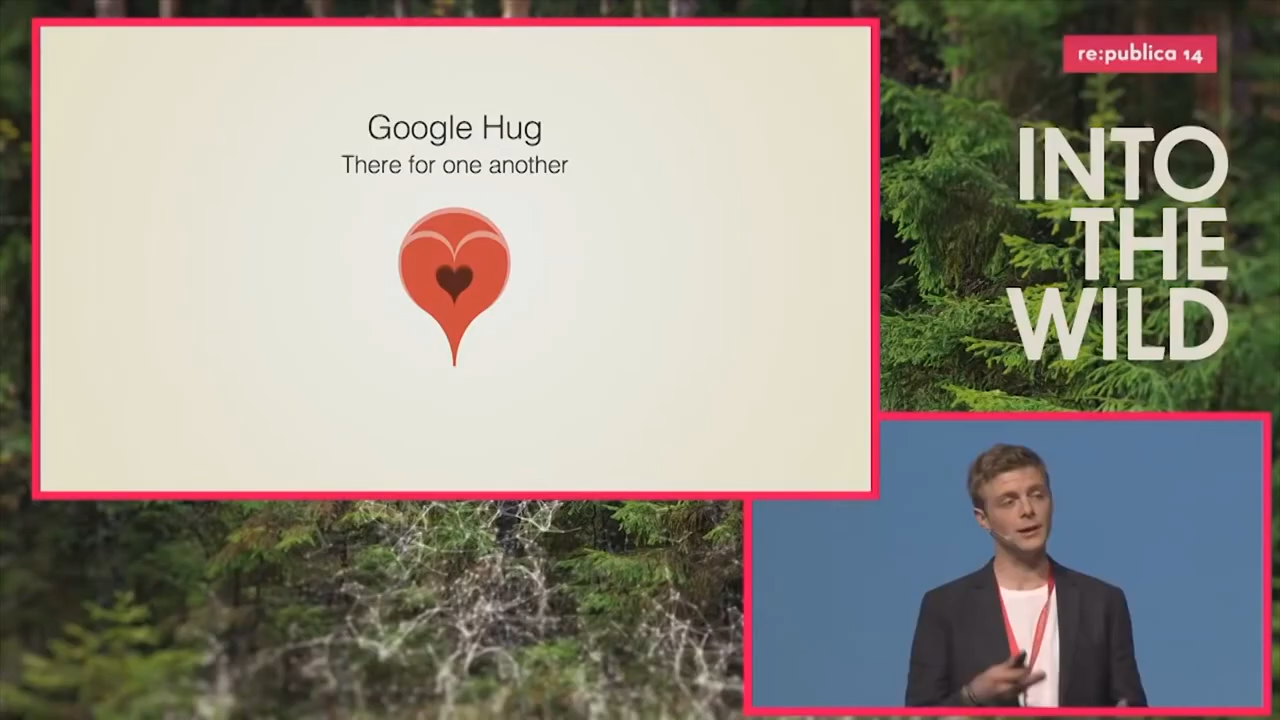 Google Hug
There for one another
re:publica 14
INTO
THE
WILD